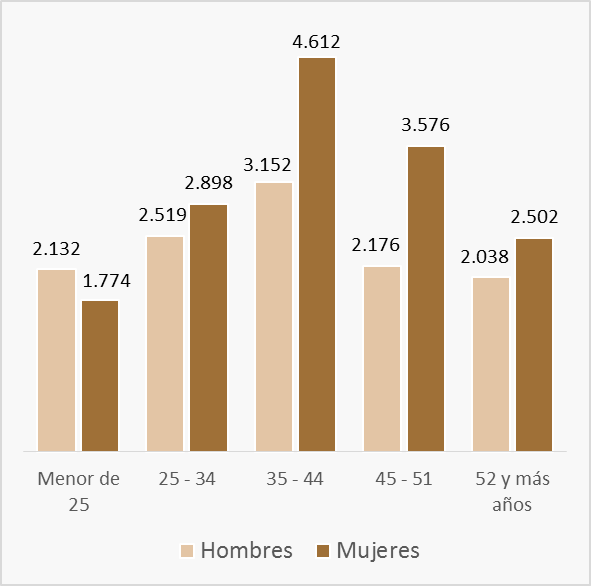 4.612
3.576
3.152
2.898
2.519
2.502
2.132
2.176
2.038
1.774
Menor de
25
25 - 34
35 - 44
45 - 51
52 y más
años
Hombres
Mujeres